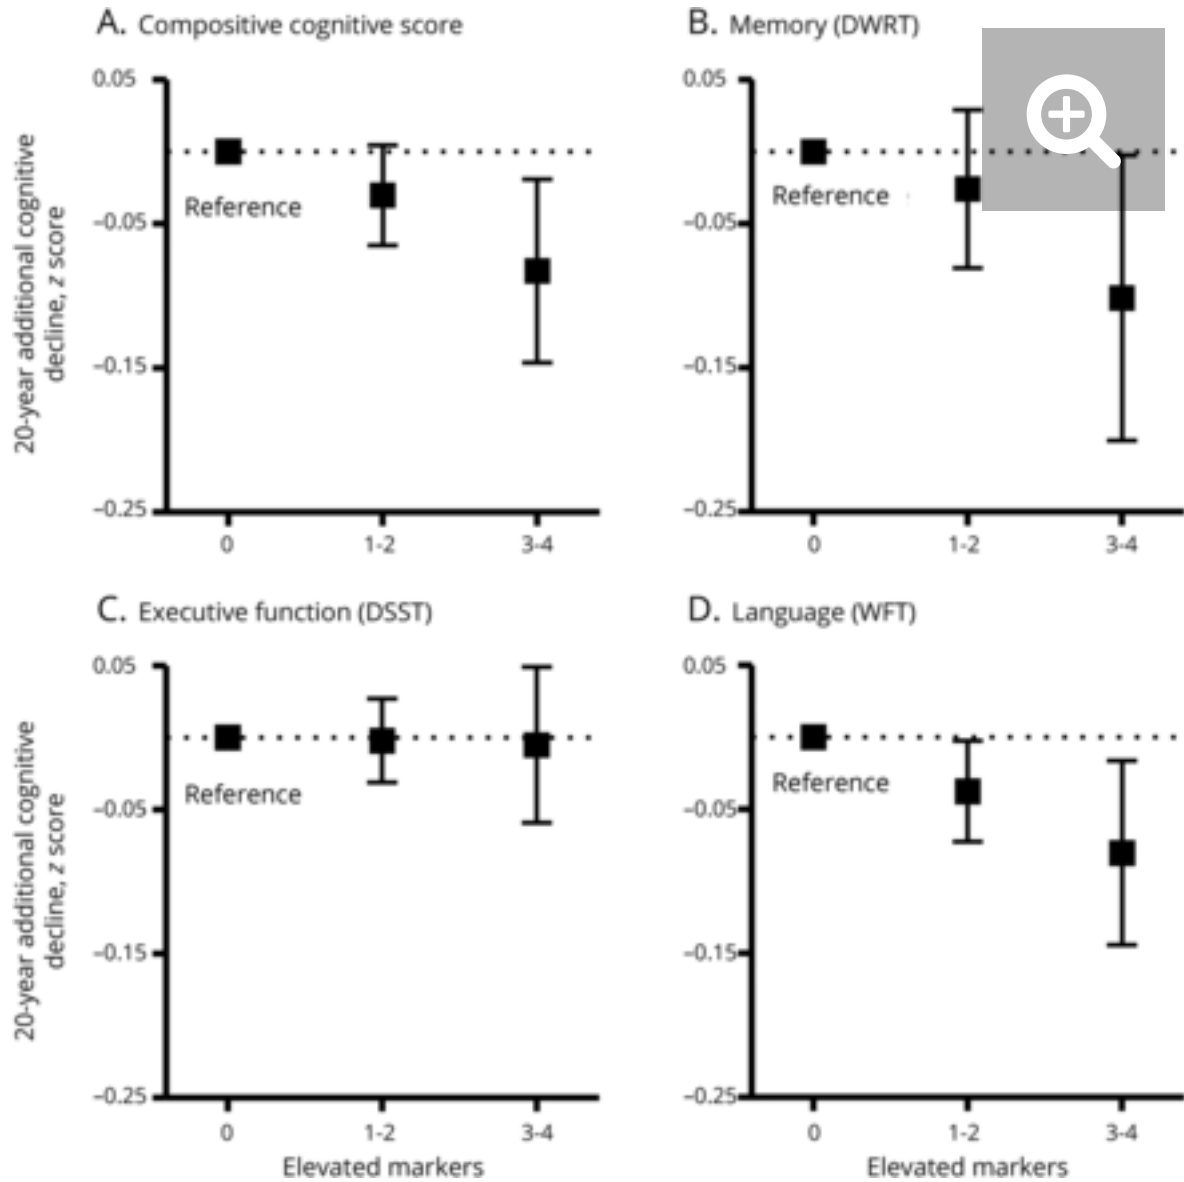 A. Compositive cognitive score
0.05
−0.05
−0.15
−0.25
Reference
0
1-2
3-4
20-year additional cognitive
decline, z score
B. Memory (DWRT)
0.05
−0.05
−0.15
−0.25
Reference
0
1-2
3-4
C. Executive function (DSST)
0.05
−0.05
−0.15
−0.25
Reference
0
1-2
3-4
Elevated markers
20-year additional cognitive
decline, z score
D. Language (WFT)
0.05
−0.05
−0.15
−0.25
Reference
0
1-2
3-4
Elevated markers